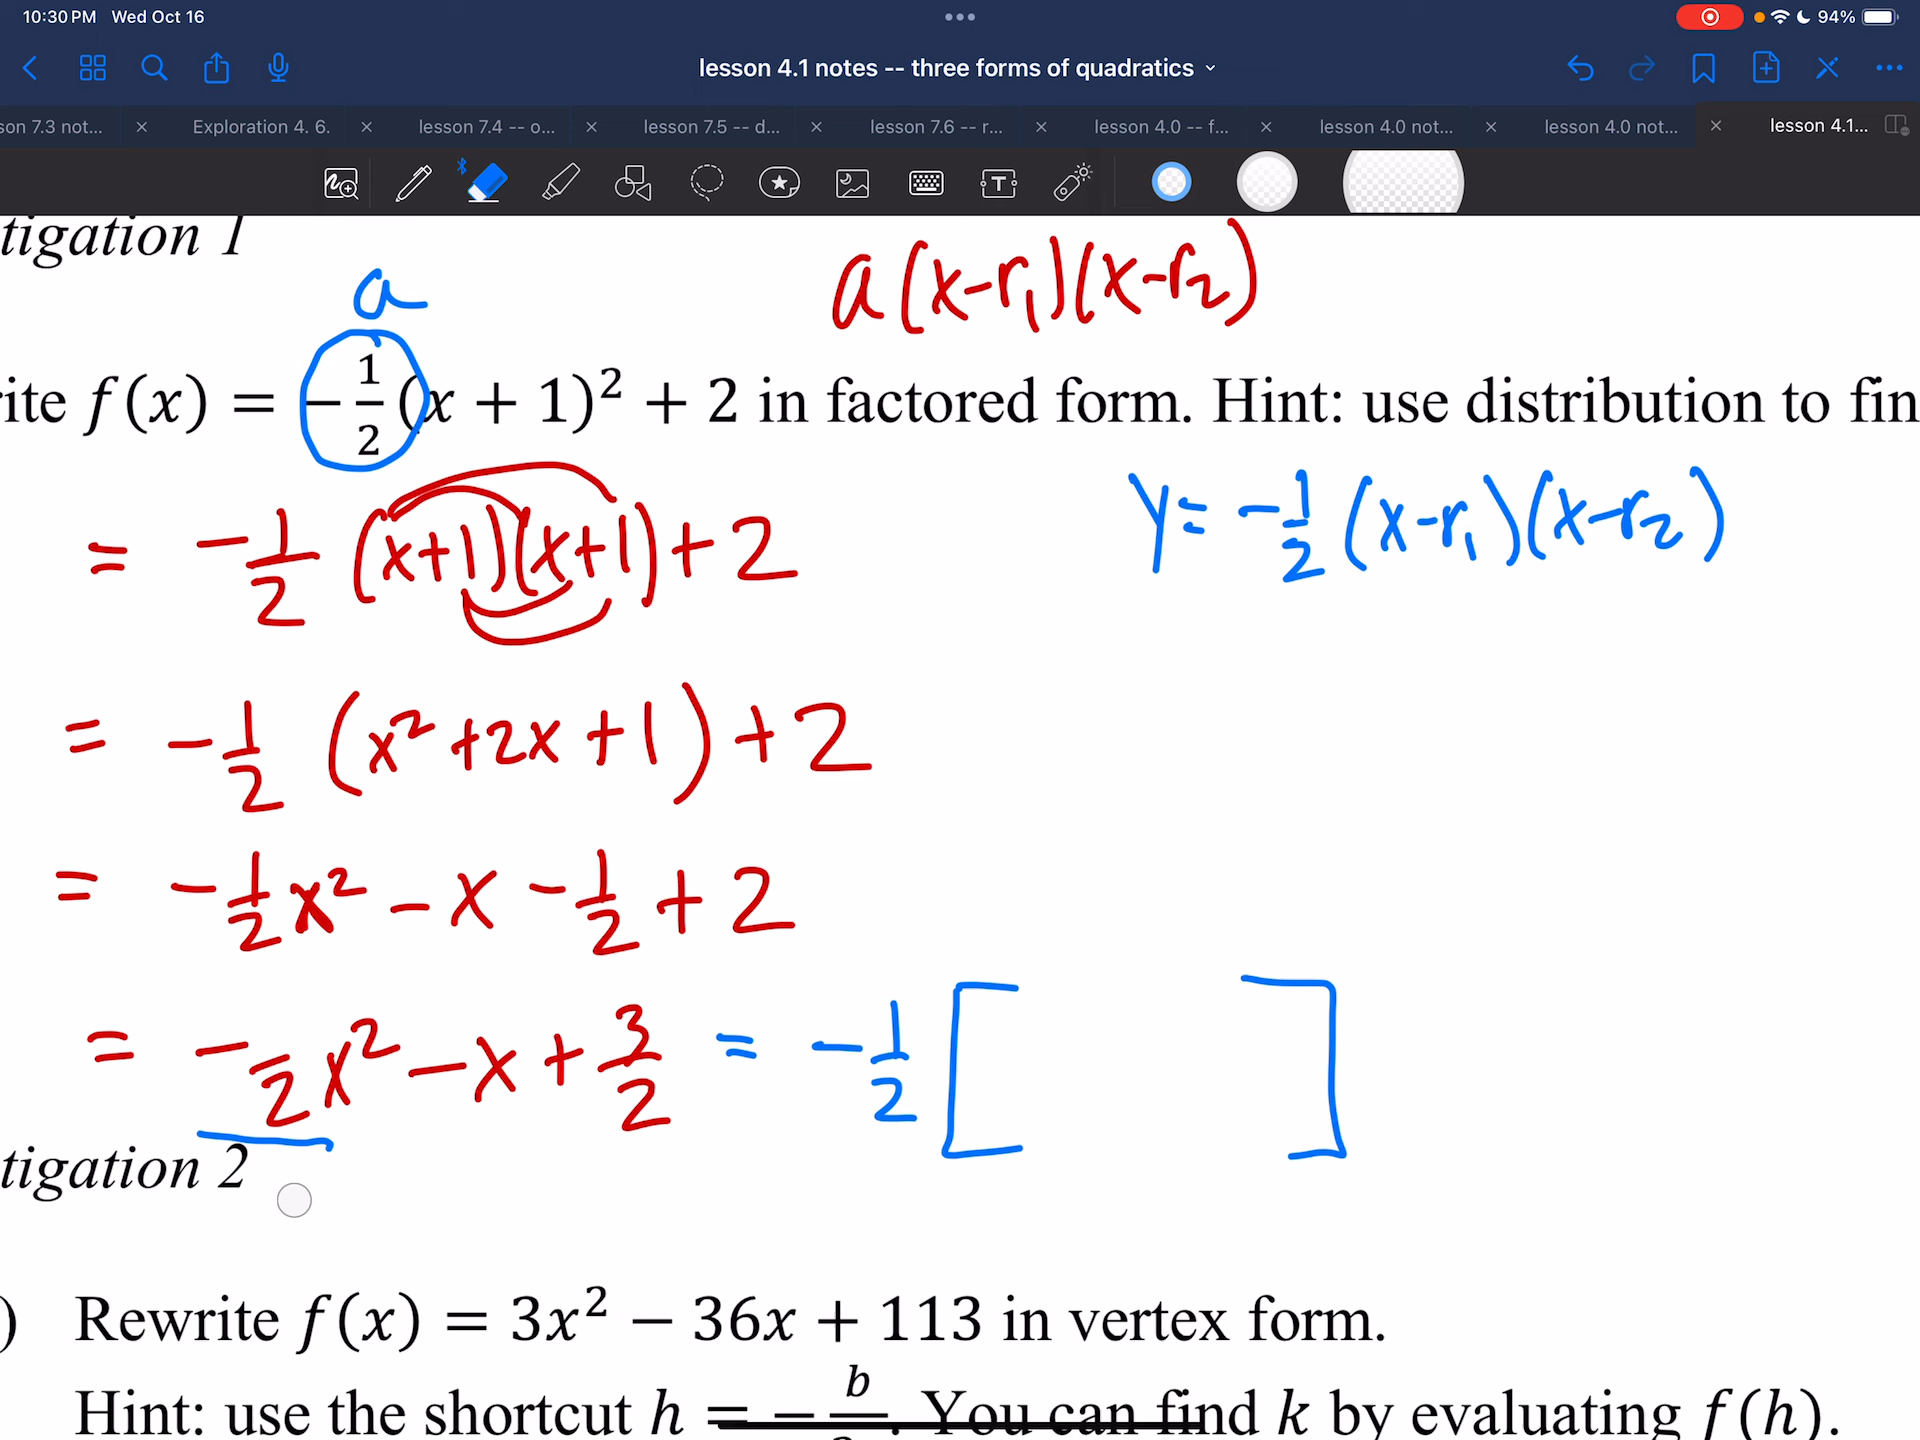 10:30 PM Wed Oct 16
94%
lesson 4.1 notes -- three forms of quadratics
son 7.3 not... Exploration 4. 6. lesson 7.4 -- o... lesson 7.5 -- d... lesson 7.6 -- r... lesson 4.0 -- f... lesson 4.0 not... lesson 4.0 not... lesson 4.1...
tigation 1
a
a(x-r₁)(x-r₂)
ite f(x) = −1/2(x + 1)² + 2 in factored form. Hint: use distribution to fin
= -1/2 (x+1)(x+1)+2
y= -1/2 (x-r₁)(x-r₂)
= -1/2 (x²+2x+1)+2
= -1/2x² - x - 1/2 + 2
= -/2x² - x + 3/2 = -1/2 [ ]
tigation 2
) Rewrite f(x) = 3x² − 36x + 113 in vertex form.
Hint: use the shortcut h = − b/. You can find k by evaluating f(h).